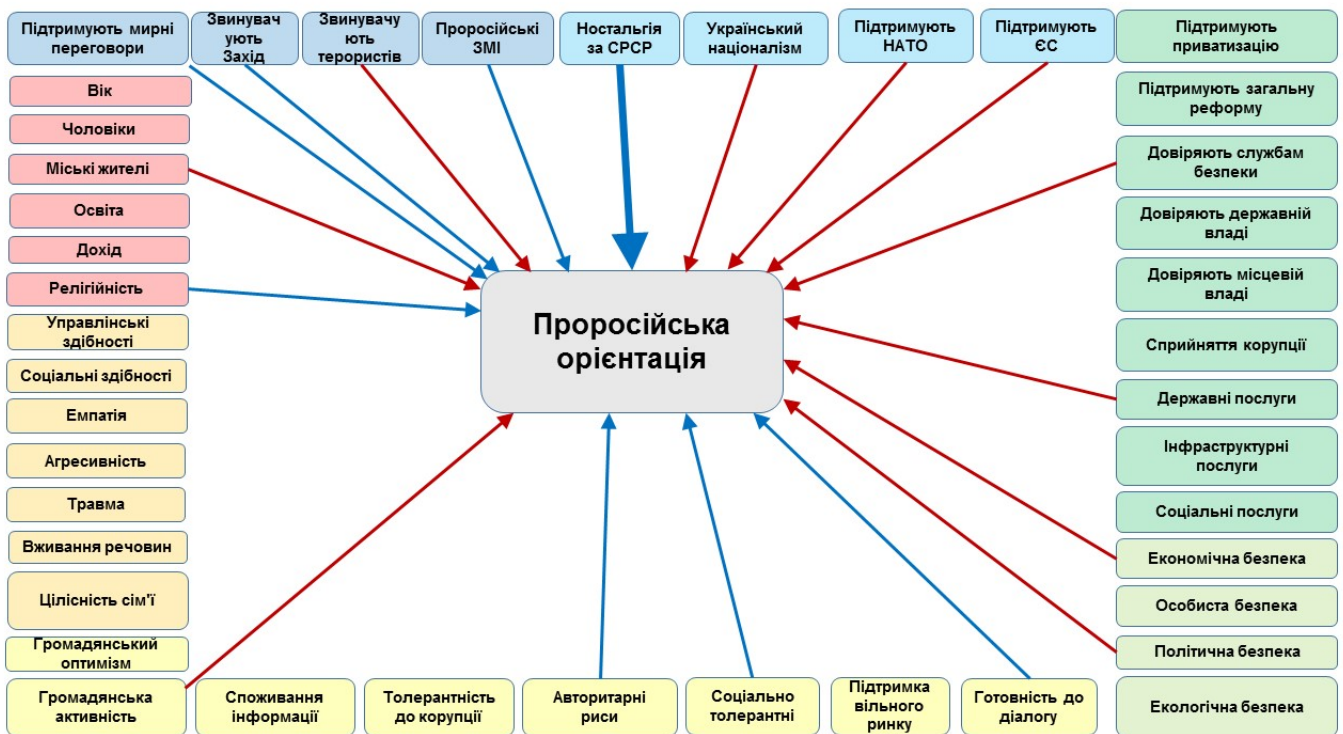 Підтримують мирні
переговори
Звинувач
ують
Захід
Звинувачу
ють
терористів
Проросійські
ЗМІ
Ностальгія
за СРСР
Український
націоналізм
Підтримують
НАТО
Підтримують
ЄС
Підтримують
приватизацію
Вік
Чоловіки
Міські жителі
Освіта
Дохід
Релігійність
Управлінські
здібності
Соціальні здібності
Емпатія
Агресивність
Травма
Вживання речовин
Цілісність сім'ї
Громадянський
оптимізм
Громадянська
активність
Проросійська
орієнтація
Підтримують загальну
реформу
Довіряють службам
безпеки
Довіряють державній
владі
Довіряють місцевій
владі
Сприйняття корупції
Державні послуги
Інфраструктурні
послуги
Соціальні послуги
Економічна безпека
Особиста безпека
Політична безпека
Екологічна безпека
Споживання
інформації
Толерантність
до корупції
Авторитарні
риси
Соціально
толерантні
Підтримка
вільного
ринку
Готовність до
діалогу